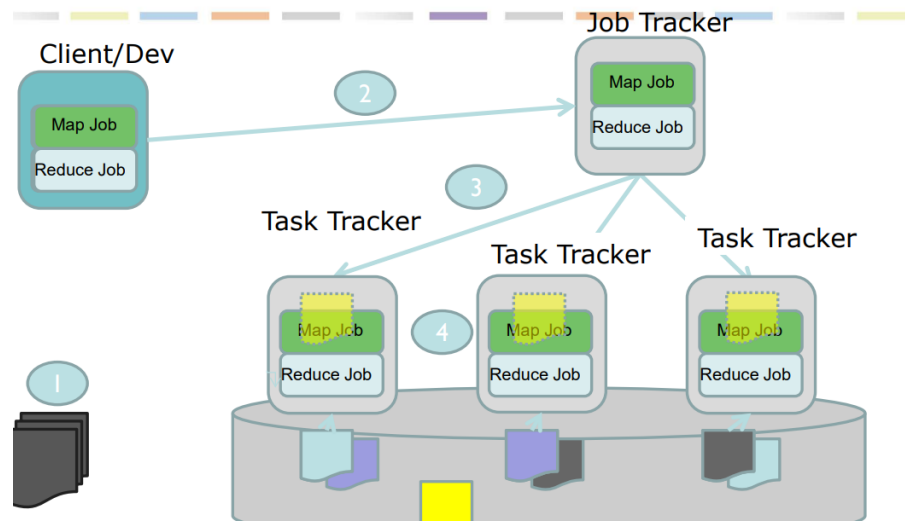 Job Tracker
Client/Dev
Map Job
Reduce Job
2
Map Job
Reduce Job
3
Task Tracker
Task Tracker
Task Tracker
Map Job
Reduce Job
4
Map Job
Reduce Job
Map Job
Reduce Job
1